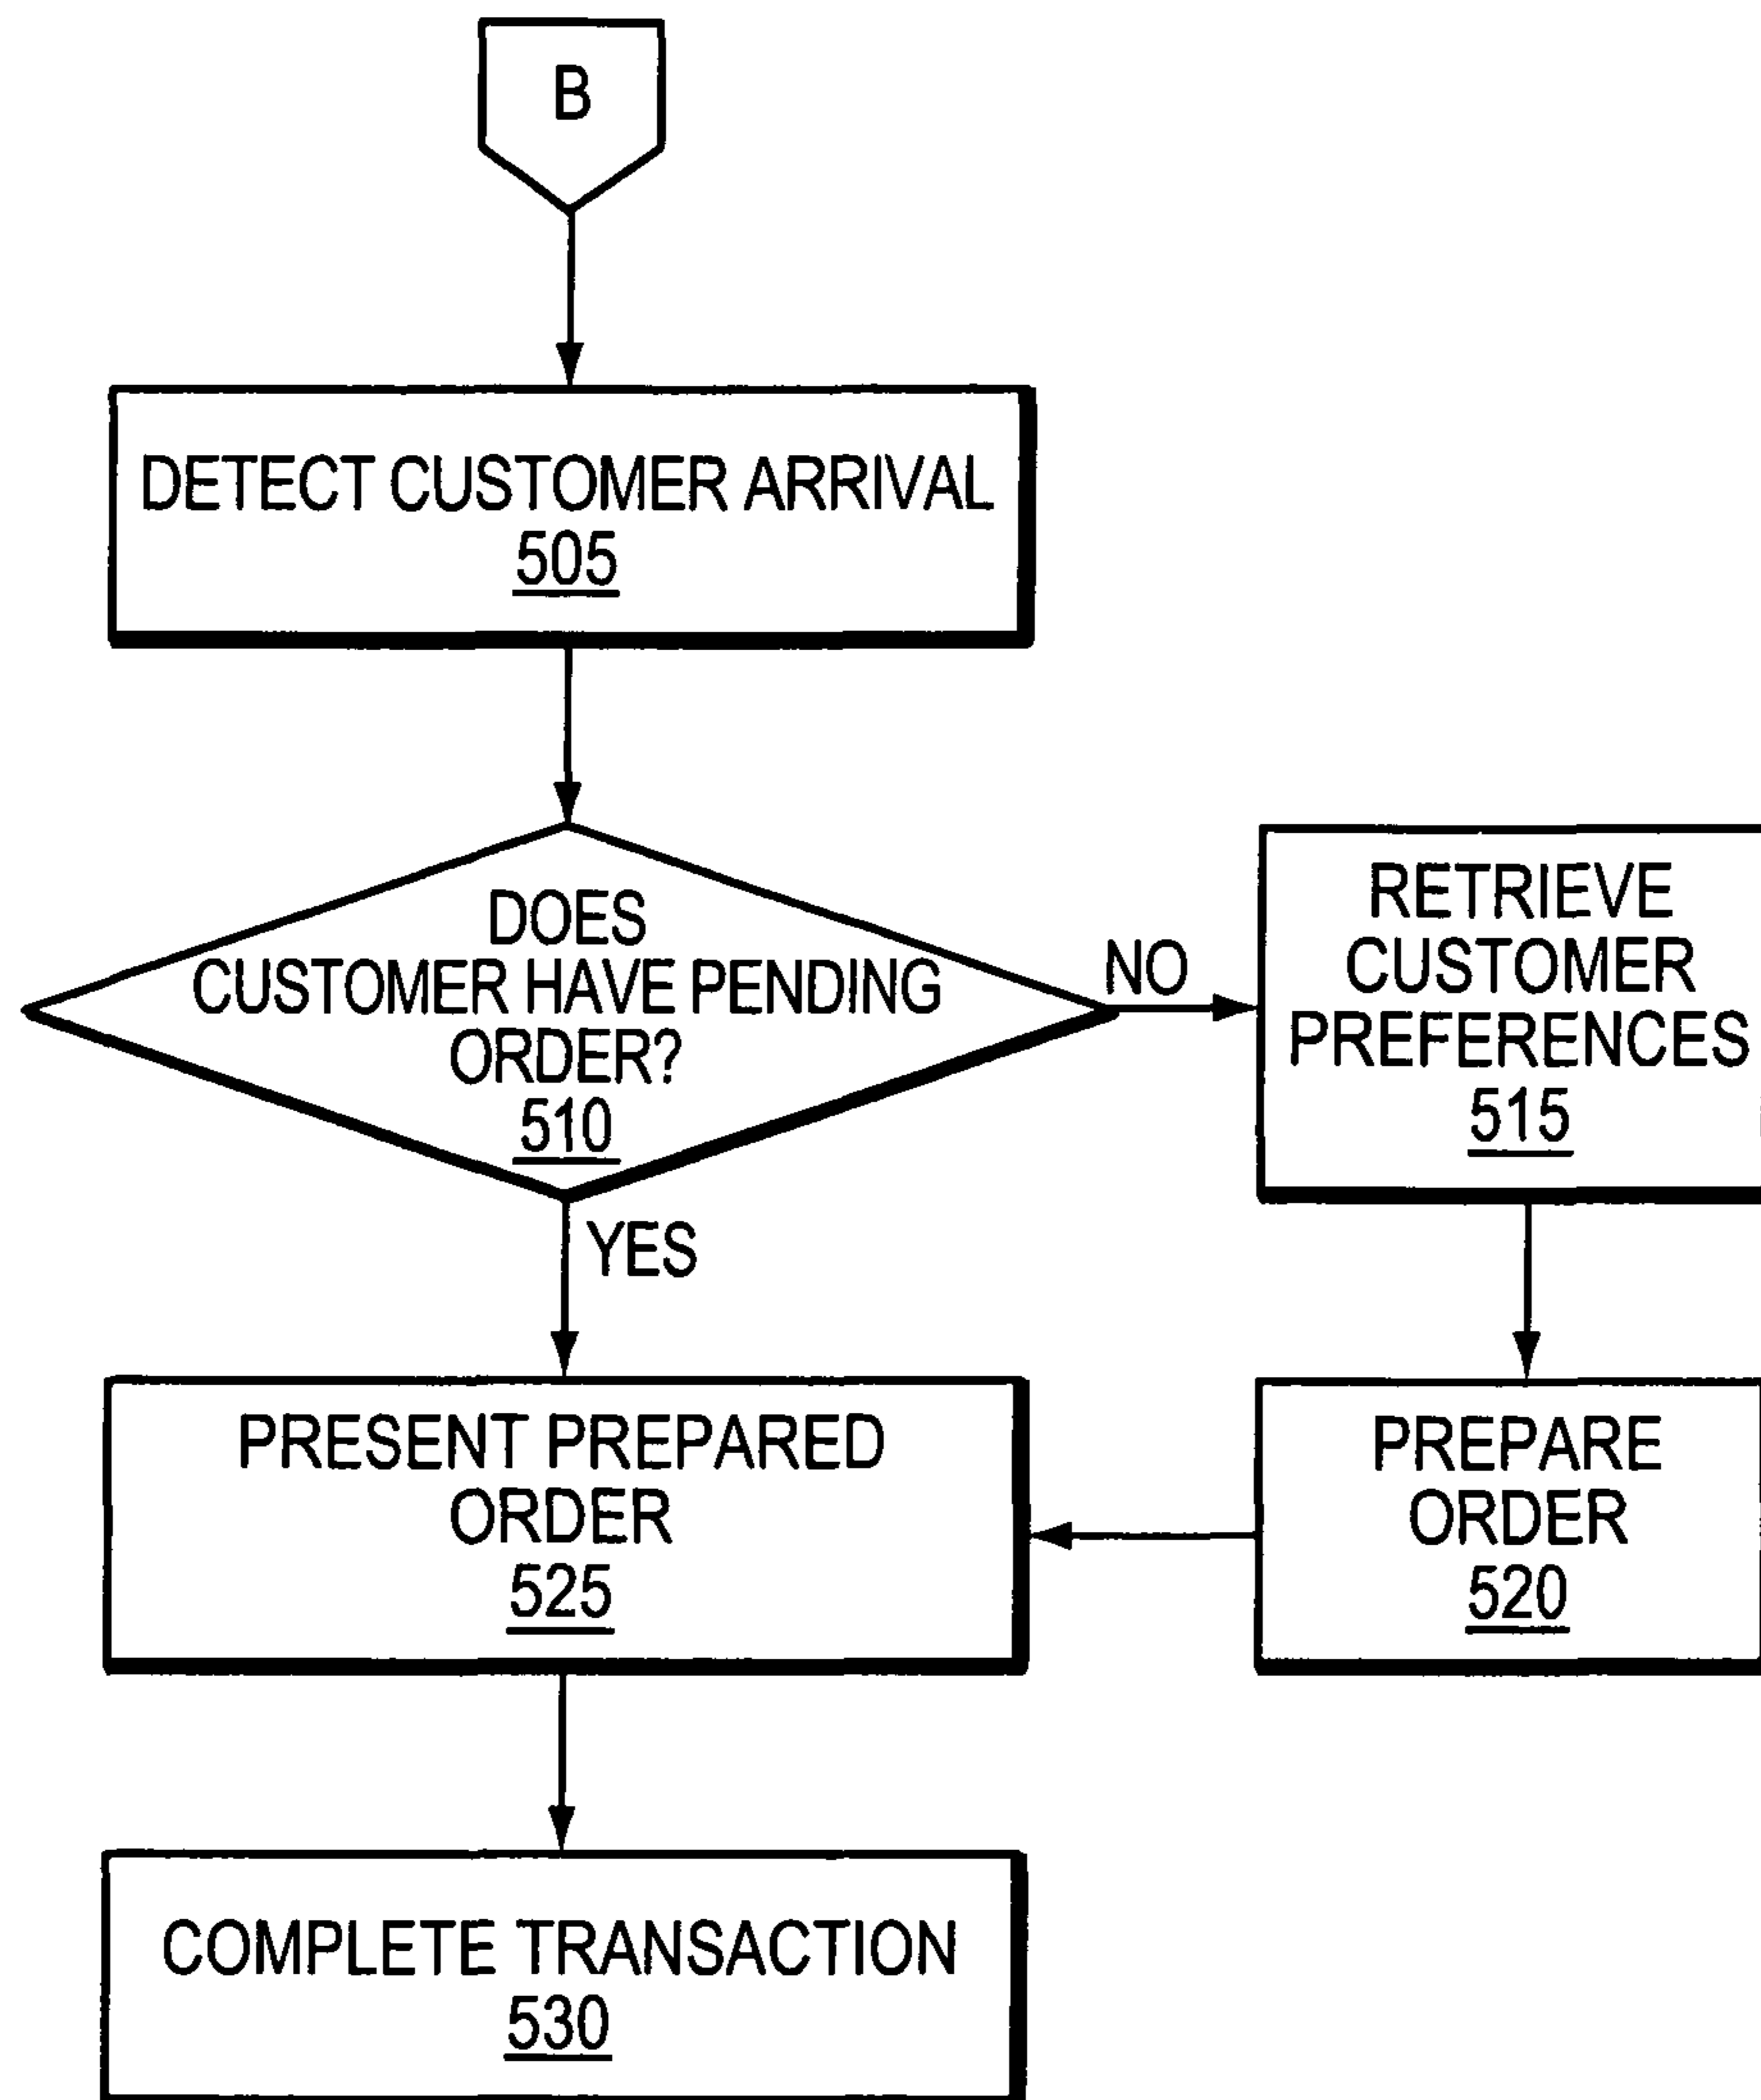 B
DETECT CUSTOMER ARRIVAL
505
DOES
CUSTOMER HAVE PENDING
ORDER?
510
NO
RETRIEVE
CUSTOMER
PREFERENCES
515
YES
PRESENT PREPARED
ORDER
525
PREPARE
ORDER
520
COMPLETE TRANSACTION
530